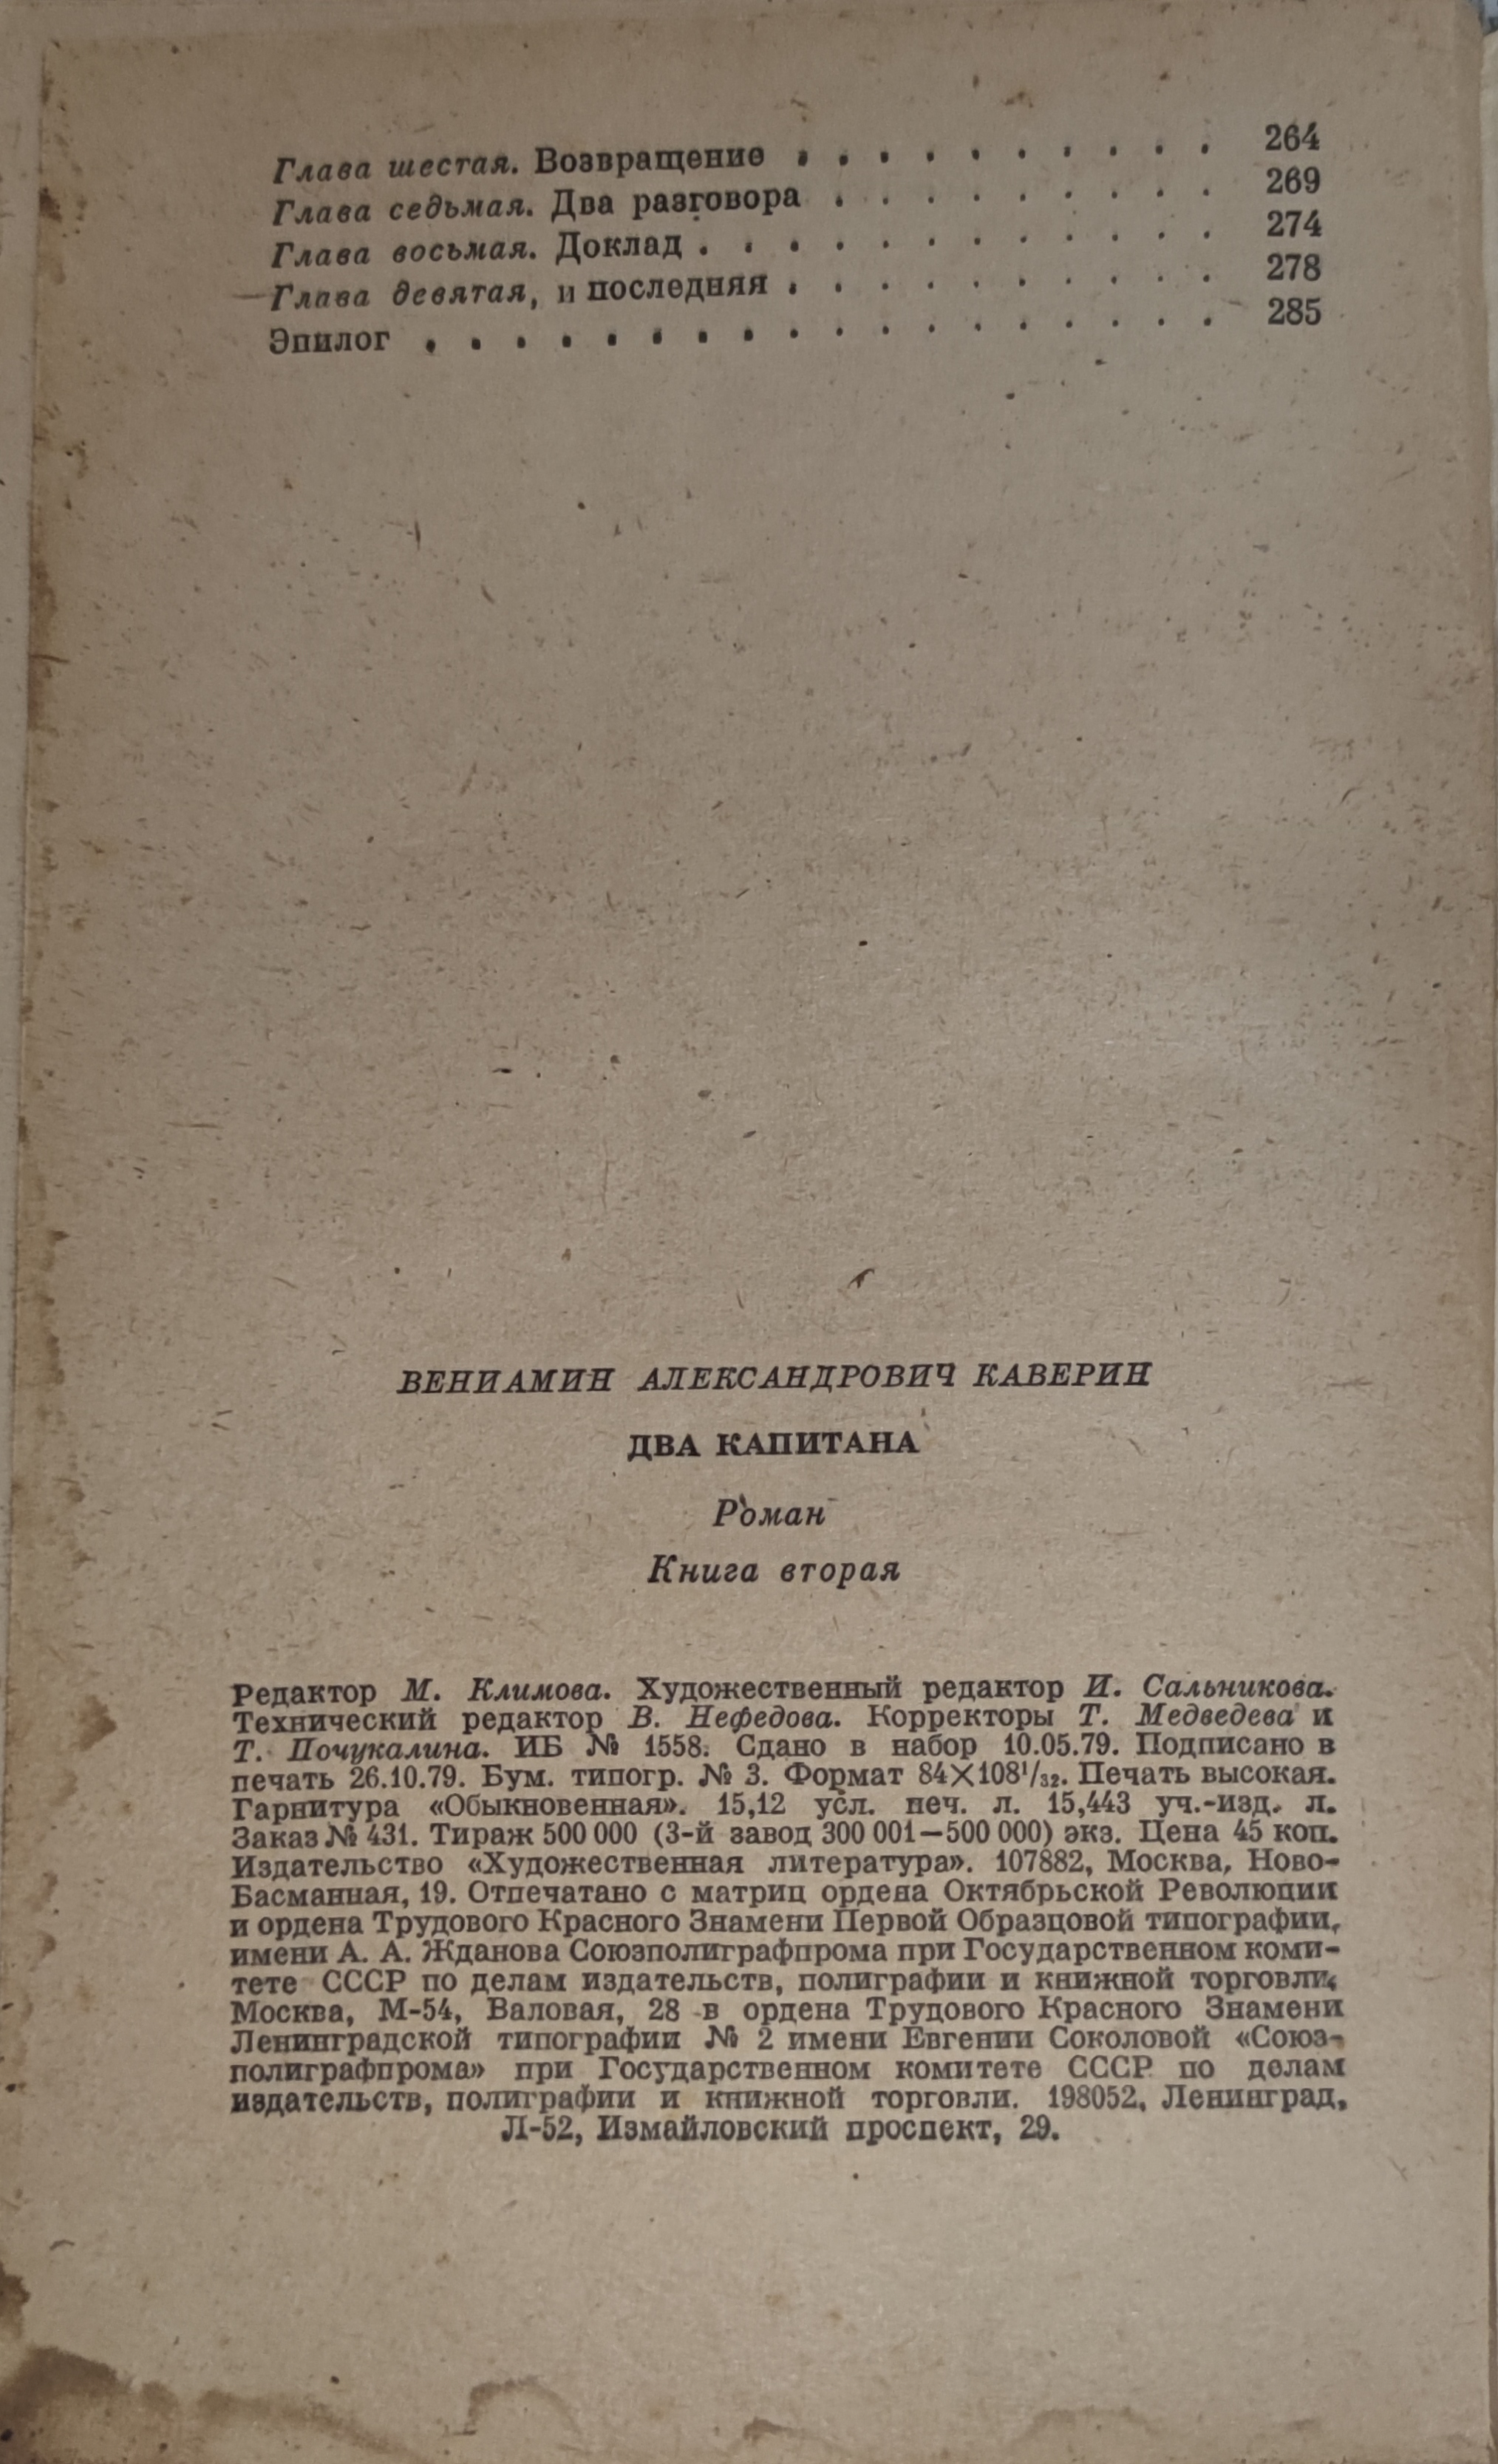 Глава шестая. Возвращение . . . . . . . . . . 264
Глава седьмая. Два разговора . . . . . . . . . 269
Глава восьмая. Доклад . . . . . . . . . . . . 274
Глава девятая, и последняя . . . . . . . . . . 278
Эпилог . . . . . . . . . . . . . . . . . . 285
ВЕНИАМИН АЛЕКСАНДРОВИЧ КАВЕРИН
ДВА КАПИТАНА
Роман
Книга вторая
Редактор М. Климова. Художественный редактор И. Сальникова.
Технический редактор В. Нефедова. Корректоры Т. Медведева и
Т. Почукалина. ИБ № 1558. Сдано в набор 10.05.79. Подписано в
печать 26.10.79. Бум. типогр. № 3. Формат 84×108¹/₃₂. Печать высокая.
Гарнитура «Обыкновенная». 15,12 усл. печ. л. 15,443 уч.-изд. л.
Заказ № 431. Тираж 500 000 (3-й завод 300 001—500 000) экз. Цена 45 коп.
Издательство «Художественная литература». 107882, Москва, Ново-
Басманная, 19. Отпечатано с матриц ордена Октябрьской Революции
и ордена Трудового Красного Знамени Первой Образцовой типографии,
имени А. А. Жданова Союзполиграфпрома при Государственном коми-
тете СССР по делам издательств, полиграфии и книжной торговли,
Москва, М-54, Валовая, 28 в ордена Трудового Красного Знамени
Ленинградской типографии № 2 имени Евгении Соколовой «Союз-
полиграфпрома» при Государственном комитете СССР по делам
издательств, полиграфии и книжной торговли. 198052, Ленинград,
Л-52, Измайловский проспект, 29.